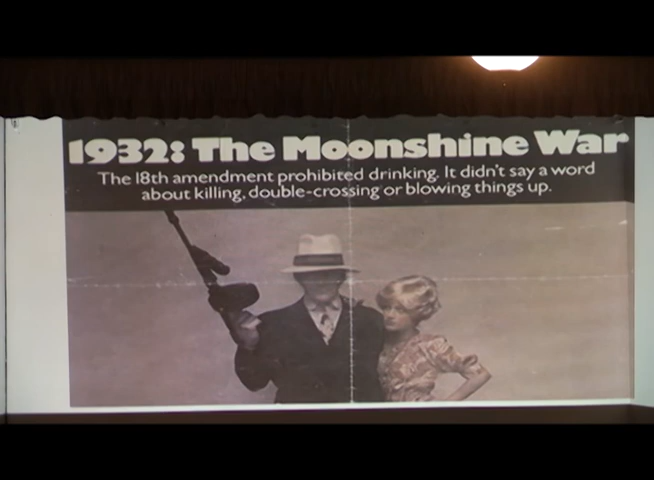 1932: The Moonshine War
The 18th amendment prohibited drinking. It didn't say a word
about killing, double-crossing or blowing things up.